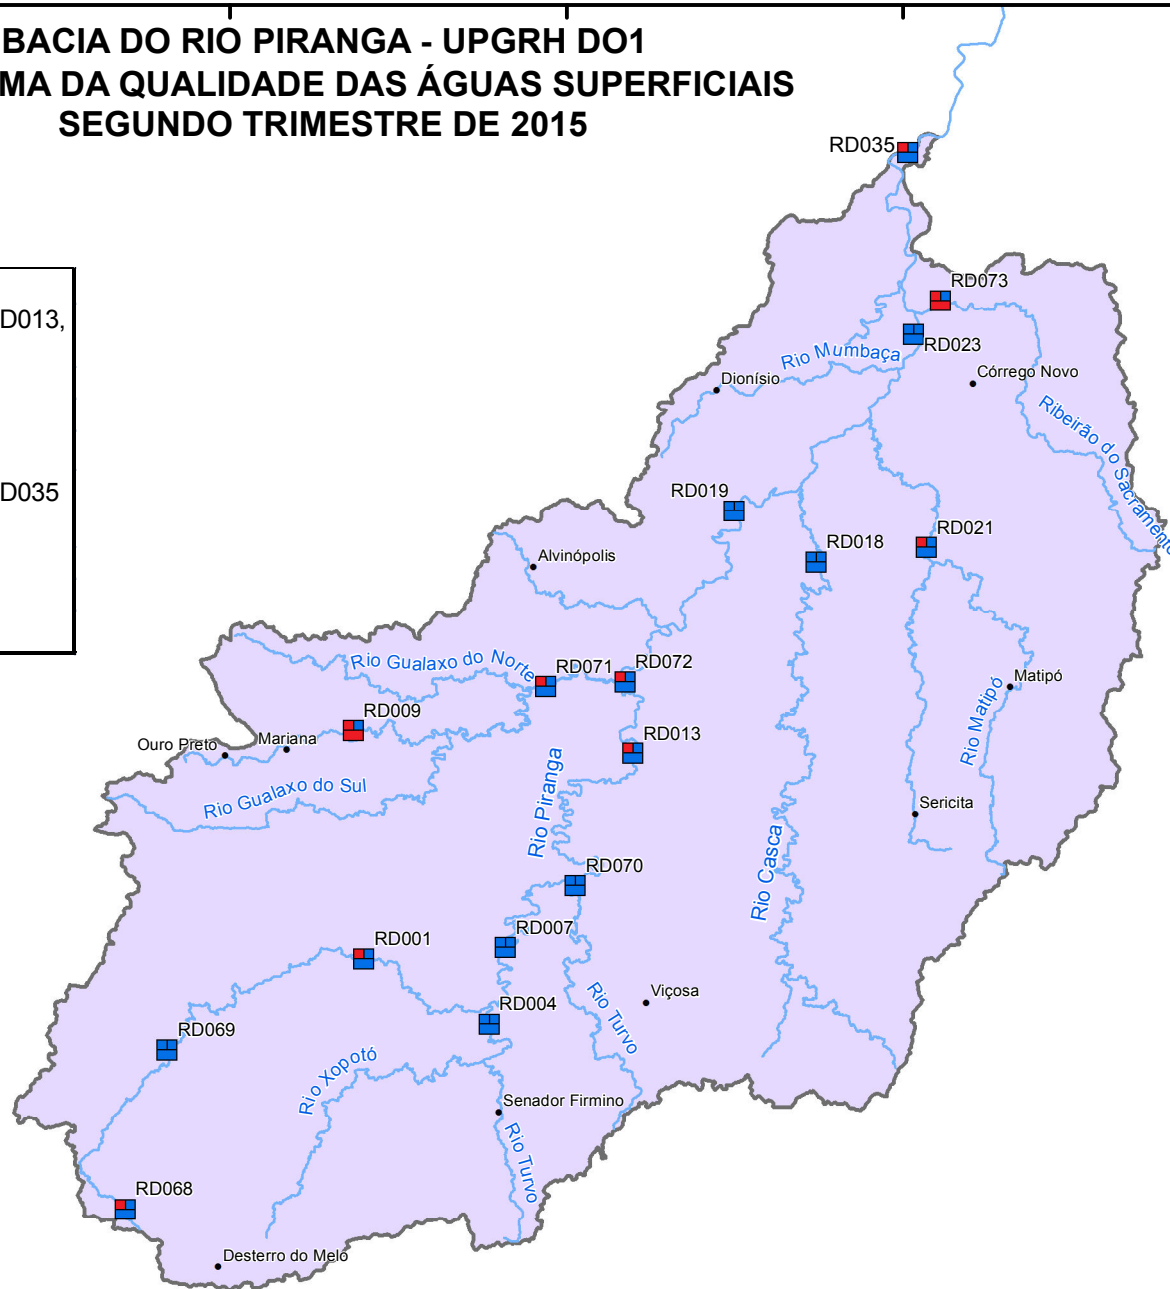 BACIA DO RIO PIRANGA - UPGRH DO1
MA DA QUALIDADE DAS ÁGUAS SUPERFICIAIS
SEGUNDO TRIMESTRE DE 2015
RD035
D013,
RD073
RD023
Rio Mumbaça
Córrego Novo
Dionísio
Ribeirão do Sacramento
D035
RD019
RD021
RD018
Alvinópolis
Rio Gualaxo do Norte
RD071
RD072
Matipó
RD009
Rio Matipó
Ouro Preto
Mariana
RD013
Rio Gualaxo do Sul
Rio Piranga
Sericita
Rio Casca
RD070
RD007
RD001
Viçosa
RD004
Rio Turvo
RD069
Rio Xopotó
Senador Firmino
Rio Turvo
RD068
Desterro do Melo